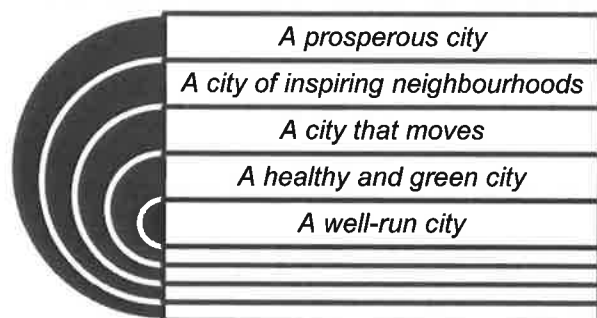 A prosperous city
A city of inspiring neighbourhoods
A city that moves
A healthy and green city
A well-run city